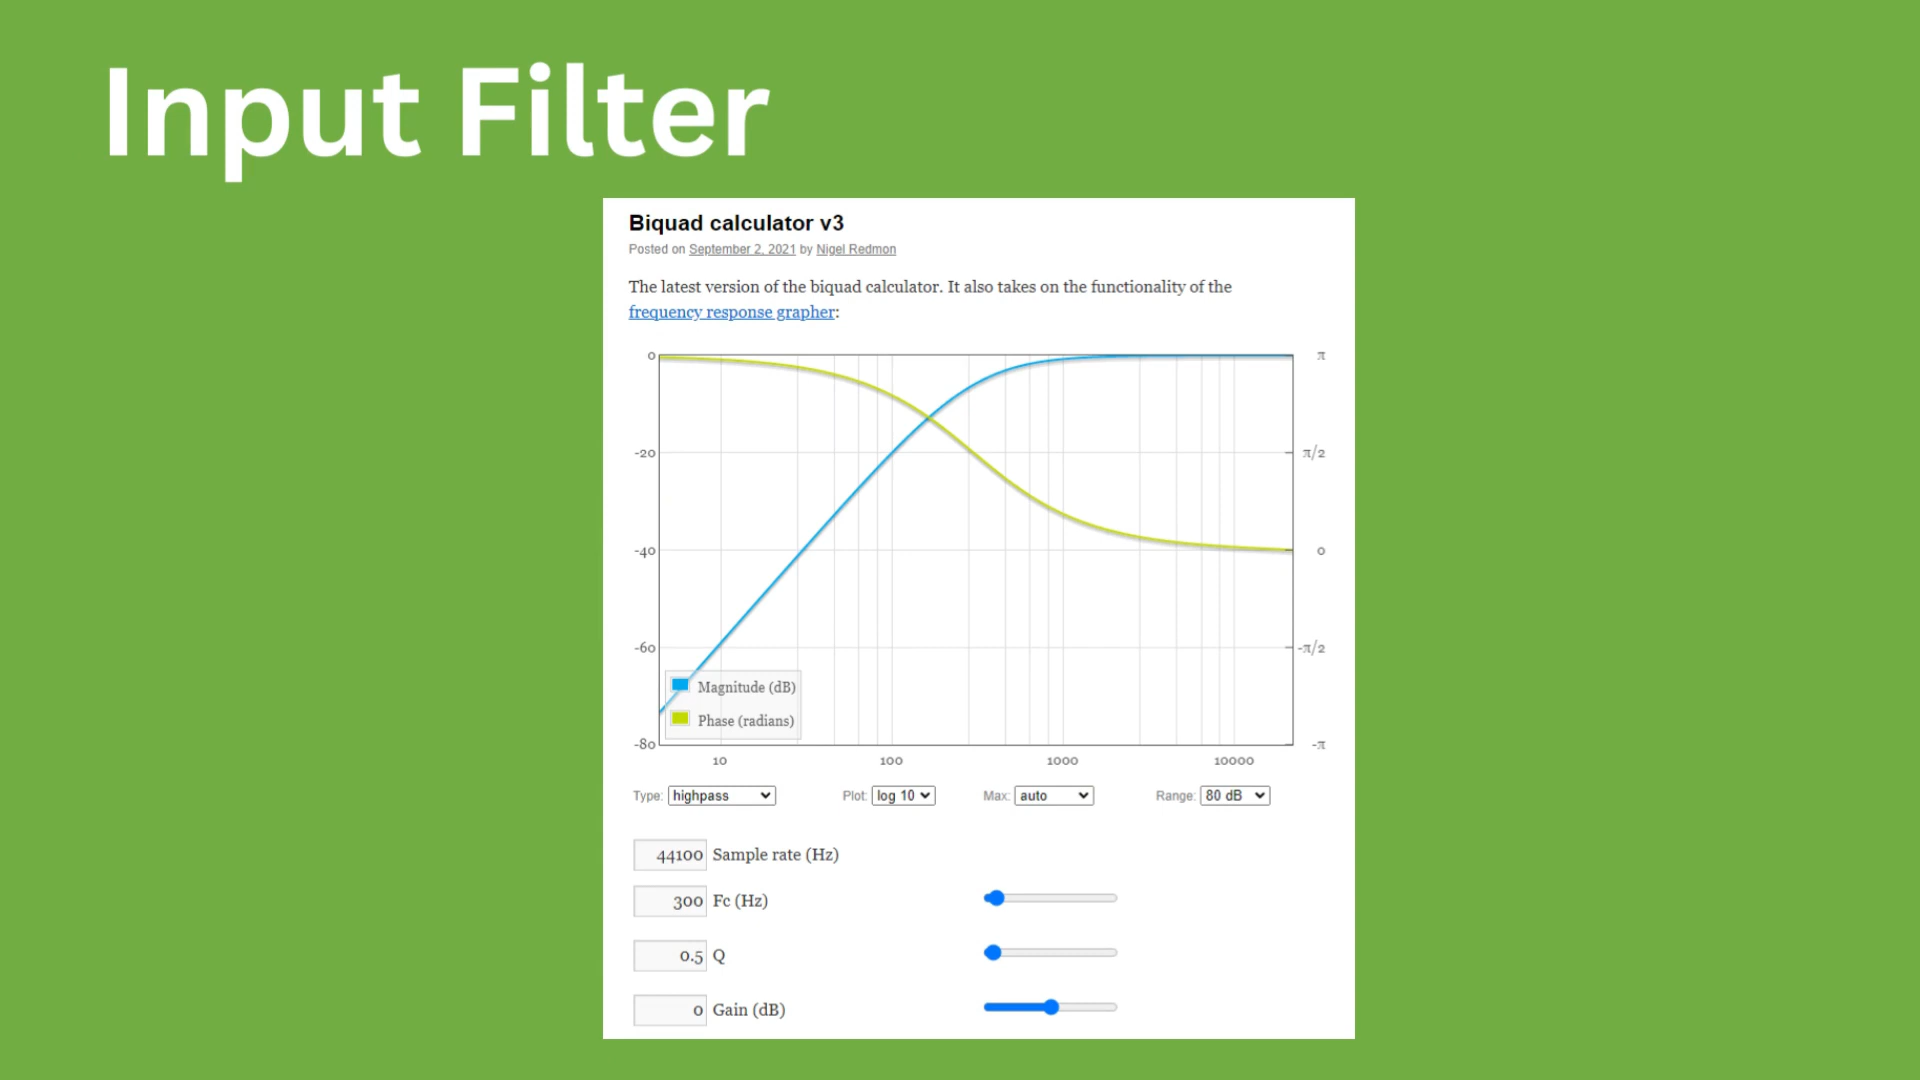 Input Filter
Biquad calculator v3
Posted on September 2, 2021 by Nigel Redmon
The latest version of the biquad calculator. It also takes on the functionality of the
frequency response grapher:
0 π
-20 π/2
-40 0
-60 -π/2
Magnitude (dB)
Phase (radians)
-80 -π
10 100 1000 10000
Type: highpass Plot: log 10 Max: auto Range: 80 dB
44100 Sample rate (Hz)
300 Fc (Hz)
0.5 Q
0 Gain (dB)